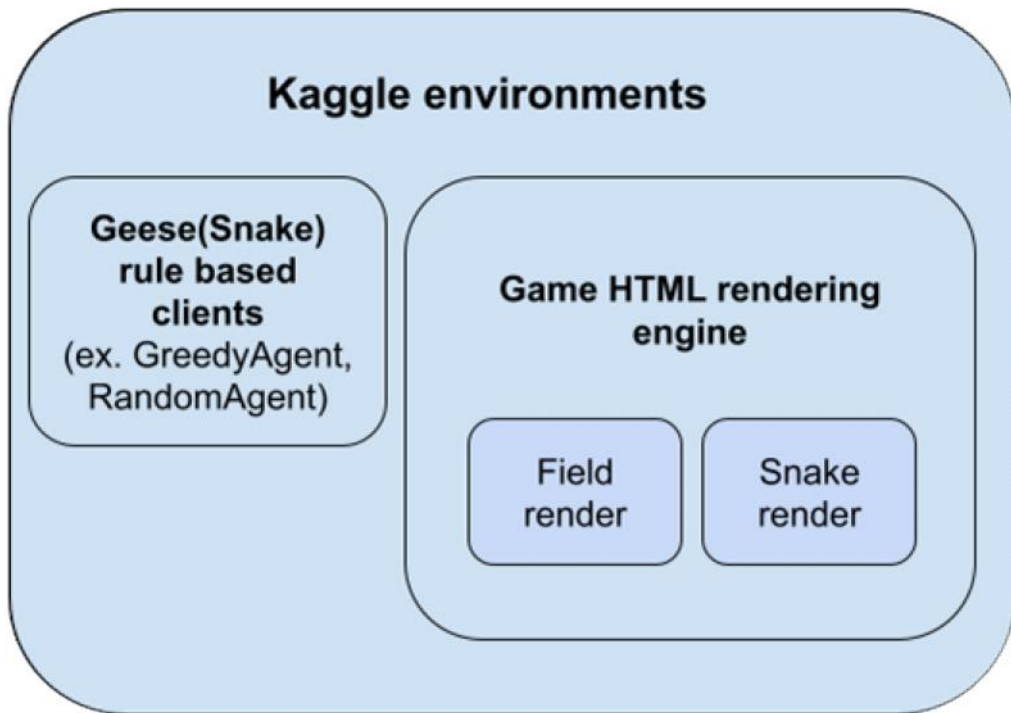 Kaggle environments
Geese(Snake)
rule based
clients
(ex. GreedyAgent,
RandomAgent)
Game HTML rendering
engine
Field
render
Snake
render